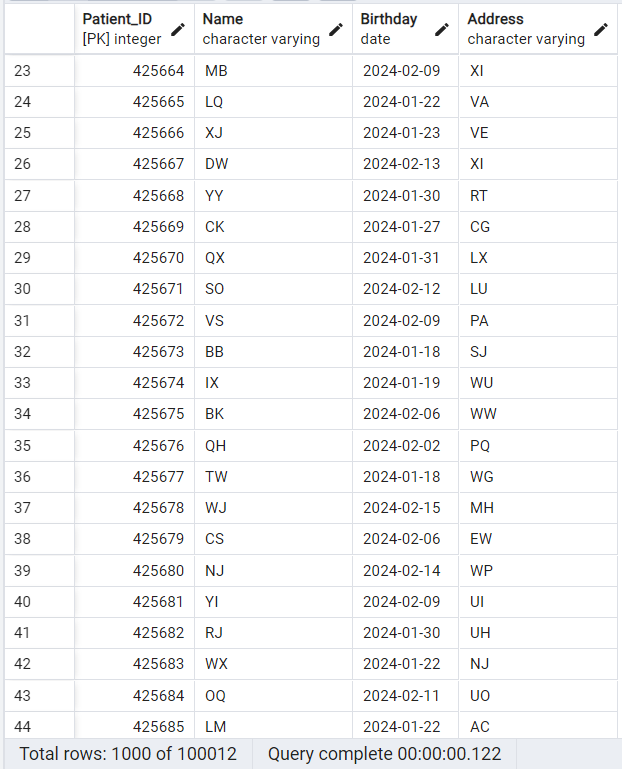 Patient_ID Name Birthday Address
[PK] integer character varying date character varying
23 425664 MB 2024-02-09 XI
24 425665 LQ 2024-01-22 VA
25 425666 XJ 2024-01-23 VE
26 425667 DW 2024-02-13 XI
27 425668 YY 2024-01-30 RT
28 425669 CK 2024-01-27 CG
29 425670 QX 2024-01-31 LX
30 425671 SO 2024-02-12 LU
31 425672 VS 2024-02-09 PA
32 425673 BB 2024-01-18 SJ
33 425674 IX 2024-01-19 WU
34 425675 BK 2024-02-06 WW
35 425676 QH 2024-02-02 PQ
36 425677 TW 2024-01-18 WG
37 425678 WJ 2024-02-15 MH
38 425679 CS 2024-02-06 EW
39 425680 NJ 2024-02-14 WP
40 425681 YI 2024-02-09 UI
41 425682 RJ 2024-01-30 UH
42 425683 WX 2024-01-22 NJ
43 425684 OQ 2024-02-11 UO
44 425685 LM 2024-01-22 AC
Total rows: 1000 of 100012 Query complete 00:00:00.122